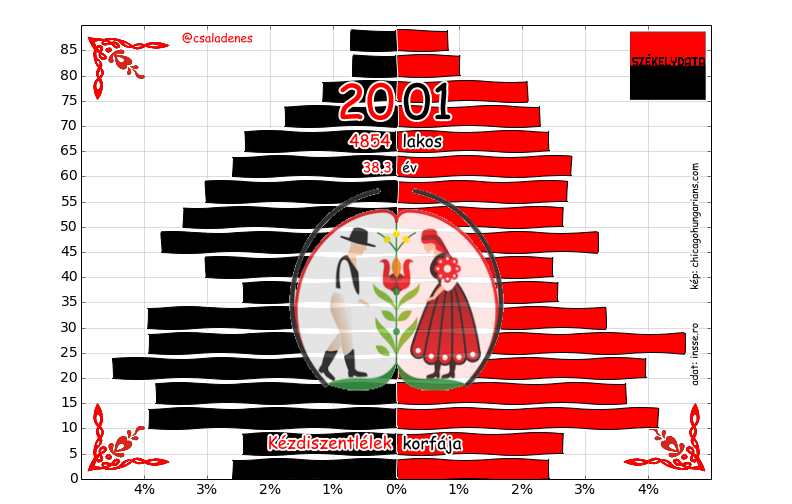 @csaladenes
SZÉKELYDATA
2001
4854 lakos
38.3 év
kép: chicagohungarians.com
adat: insse.ro
Kézdiszentlélek korfája
85
80
75
70
65
60
55
50
45
40
35
30
25
20
15
10
5
0
4% 3% 2% 1% 0% 1% 2% 3% 4%